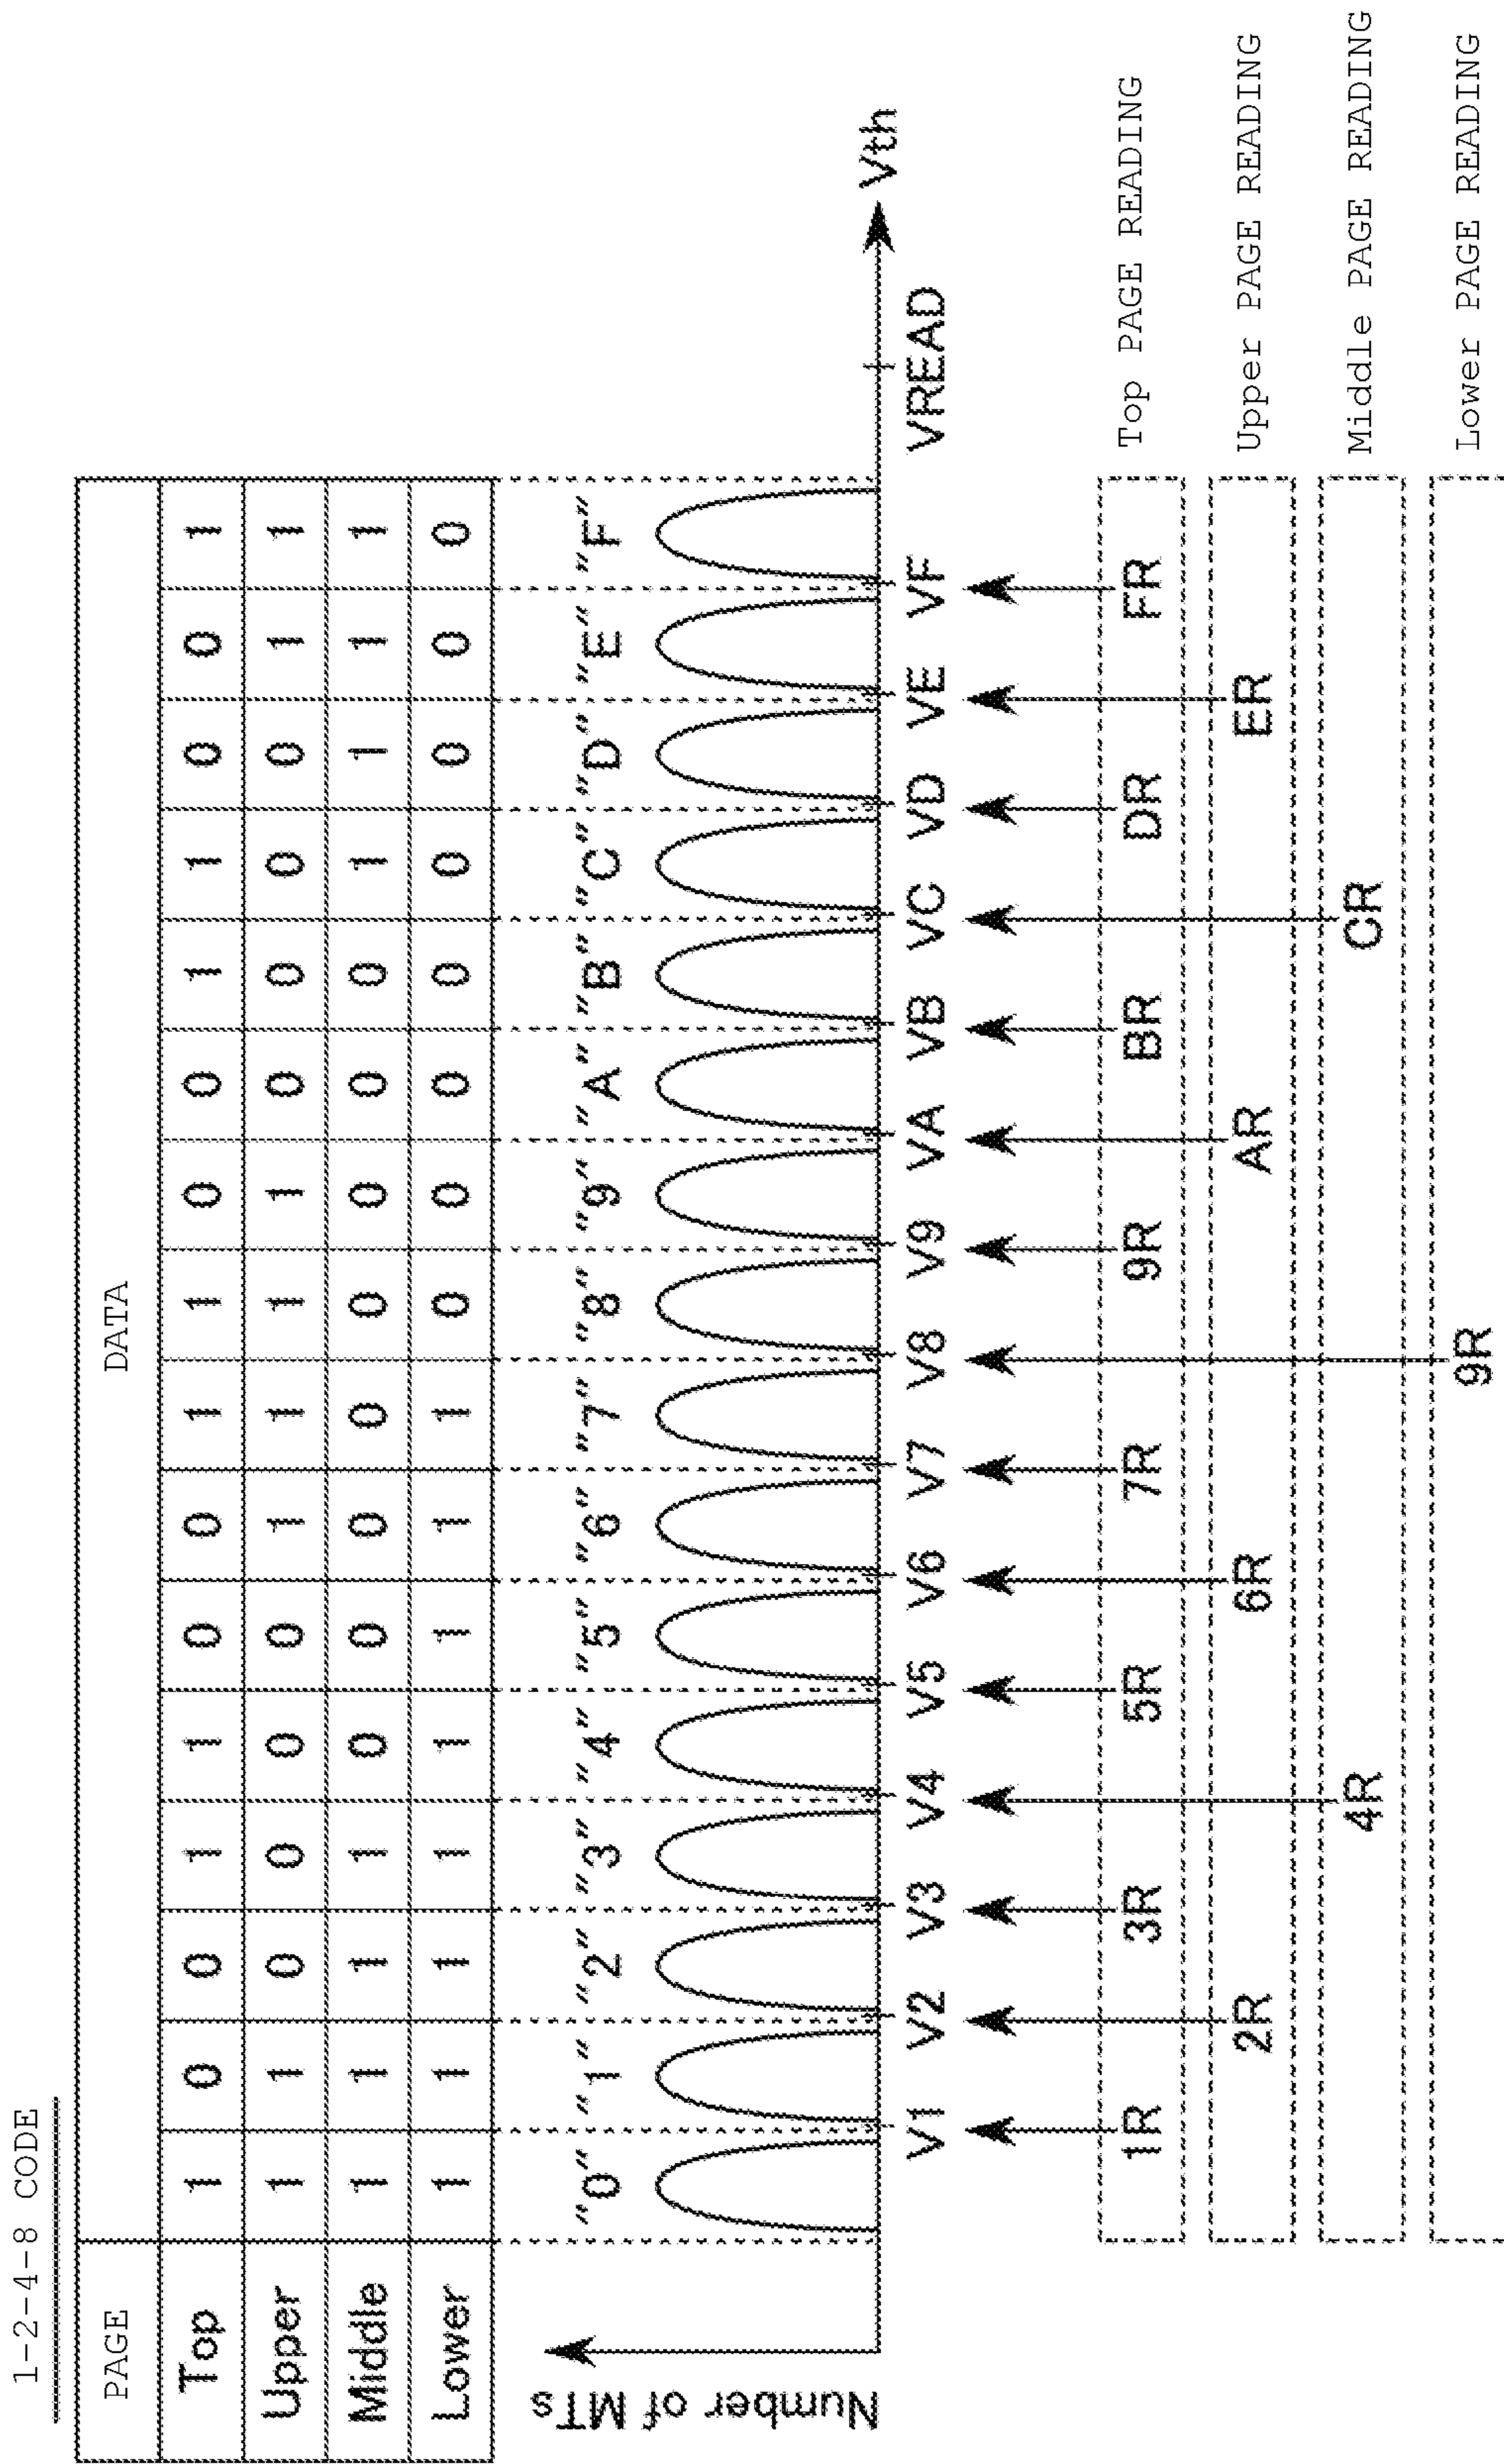 1-2-4-8 CODE
PAGE DATA
Top 1 0 0 1 1 0 0 1 1 0 0 1 1 0 0 1
Upper 1 1 0 0 0 0 1 1 1 1 0 0 0 0 1 1
Middle 1 1 1 1 0 0 0 0 0 0 0 0 1 1 1 1
Lower 1 1 1 1 1 1 1 1 0 0 0 0 0 0 0 0
"0" "1" "2" "3" "4" "5" "6" "7" "8" "9" "A" "B" "C" "D" "E" "F"
Number of MTs
Vth
V1 V2 V3 V4 V5 V6 V7 V8 V9 VA VB VC VD VE VF VREAD
1R 3R 5R 7R 9R BR DR FR Top PAGE READING
2R 6R AR ER Upper PAGE READING
4R CR Middle PAGE READING
9R Lower PAGE READING